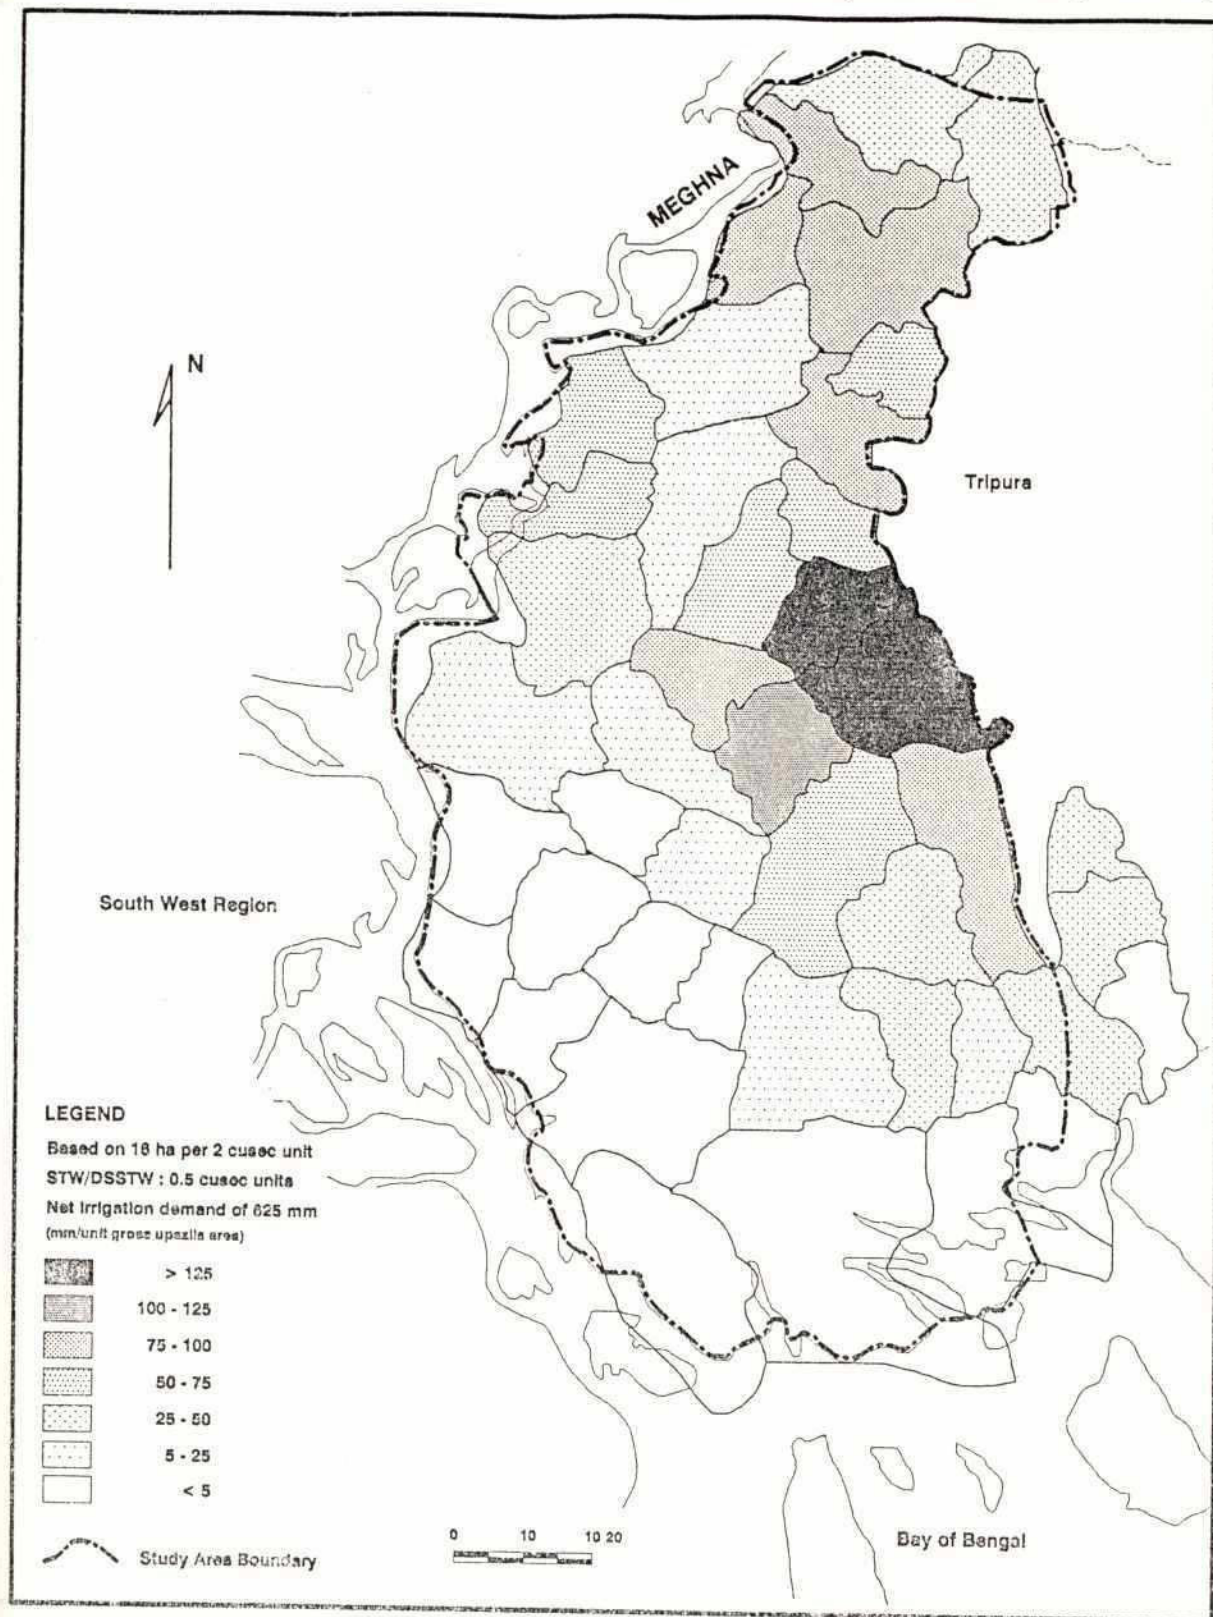 MEGHNA
N
Tripura
South West Region
LEGEND
Based on 16 ha per 2 cusec unit
STW/DSSTW : 0.5 cusec units
Net irrigation demand of 625 mm
(mm/unit gross upazila area)
> 125
100 - 125
75 - 100
50 - 75
25 - 50
5 - 25
< 5
Study Area Boundary
0 10 10 20
Bay of Bengal